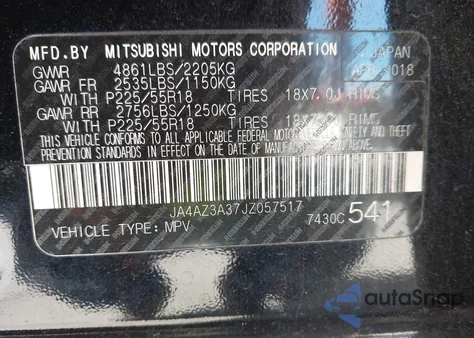 MFD.BY MITSUBISHI MOTORS CORPORATION JAPAN
GVWR 4861LBS/2205KG 2018
GAWR FR 2535LBS/1150KG
WITH P225/55R18 TIRES 18X7.0J RIMS
GAWR RR 2756LBS/1250KG
WITH P225/55R18 TIRES RIMS
THIS VEHICLE CONFORMS TO ALL APPLICABLE FEDERAL MOTOR VEHICLE
SAFETY, BUMPER, AND THEFT
PREVENTION STANDARDS IN EFFECT ON THE DATE OF MANUFACTURE
SHOWN ABOVE.
JA4AZ3A37JZ057517
VEHICLE TYPE: MPV 7430C 541
autoSnap